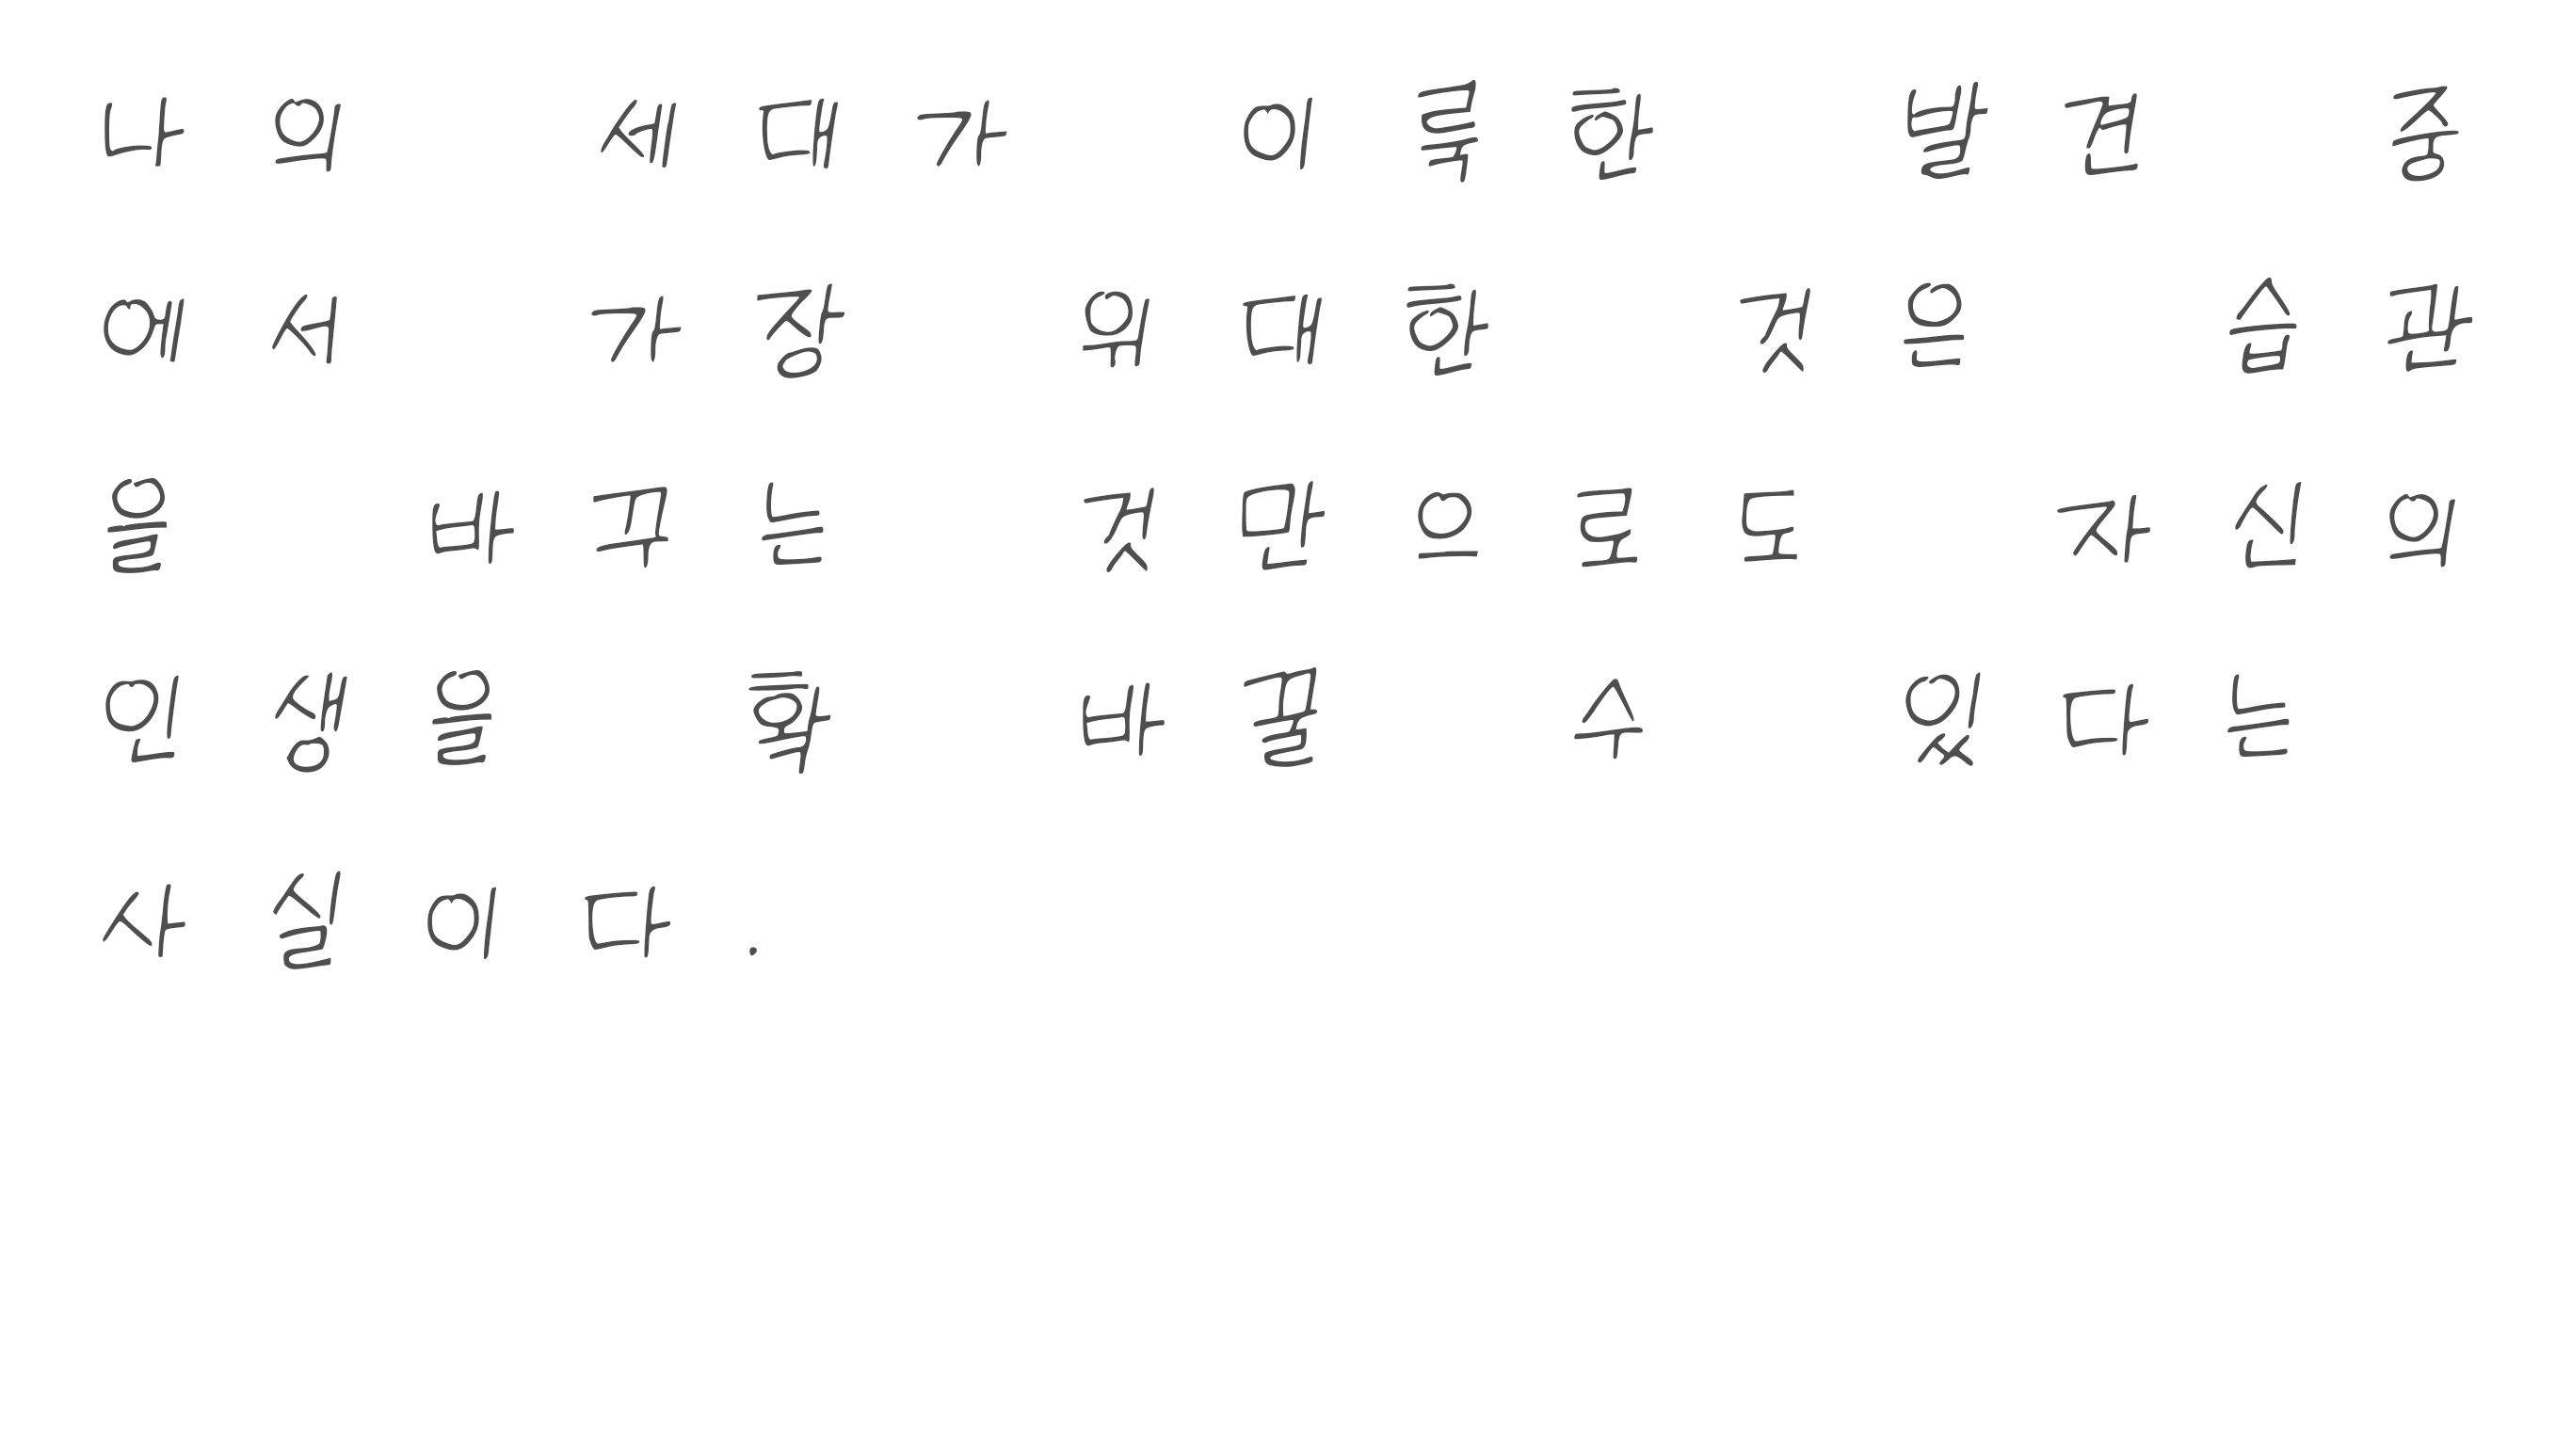 나의 세대가 이룩한 발견 중
에서 가장 위대한 것은 습관
을 바꾸는 것만으로도 자신의
인생을 확 바꿀 수 있다는
사실이다.